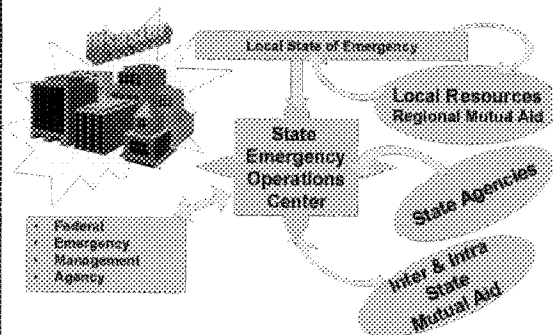 Local State of Emergency
Local Resources
Regional Mutual Aid
State
Emergency
Operations
Center
State Agencies
• Federal
• Emergency
• Management
• Agency
Inter & Intra
State
Mutual Aid